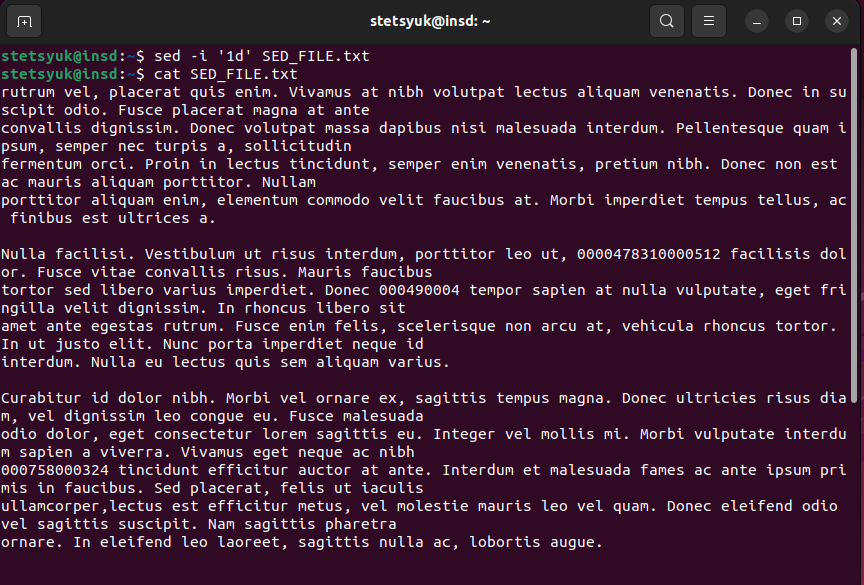 stetsyuk@insd: ~
stetsyuk@insd:~$ sed -i '1d' SED_FILE.txt
stetsyuk@insd:~$ cat SED_FILE.txt
rutrum vel, placerat quis enim. Vivamus at nibh volutpat lectus aliquam venenatis. Donec in su
scipit odio. Fusce placerat magna at ante
convallis dignissim. Donec volutpat massa dapibus nisi malesuada interdum. Pellentesque quam i
psum, semper nec turpis a, sollicitudin
fermentum orci. Proin in lectus tincidunt, semper enim venenatis, pretium nibh. Donec non est
ac mauris aliquam porttitor. Nullam
porttitor aliquam enim, elementum commodo velit faucibus at. Morbi imperdiet tempus tellus, ac
 finibus est ultrices a.

Nulla facilisi. Vestibulum ut risus interdum, porttitor leo ut, 0000478310000512 facilisis dol
or. Fusce vitae convallis risus. Mauris faucibus
tortor sed libero varius imperdiet. Donec 000490004 tempor sapien at nulla vulputate, eget fri
ngilla velit dignissim. In rhoncus libero sit
amet ante egestas rutrum. Fusce enim felis, scelerisque non arcu at, vehicula rhoncus tortor.
In ut justo elit. Nunc porta imperdiet neque id
interdum. Nulla eu lectus quis sem aliquam varius.

Curabitur id dolor nibh. Morbi vel ornare ex, sagittis tempus magna. Donec ultricies risus dia
m, vel dignissim leo congue eu. Fusce malesuada
odio dolor, eget consectetur lorem sagittis eu. Integer vel mollis mi. Morbi vulputate interdu
m sapien a viverra. Vivamus eget neque ac nibh
000758000324 tincidunt efficitur auctor at ante. Interdum et malesuada fames ac ante ipsum pri
mis in faucibus. Sed placerat, felis ut iaculis
ullamcorper,lectus est efficitur metus, vel molestie mauris leo vel quam. Donec eleifend odio
vel sagittis suscipit. Nam sagittis pharetra
ornare. In eleifend leo laoreet, sagittis nulla ac, lobortis augue.